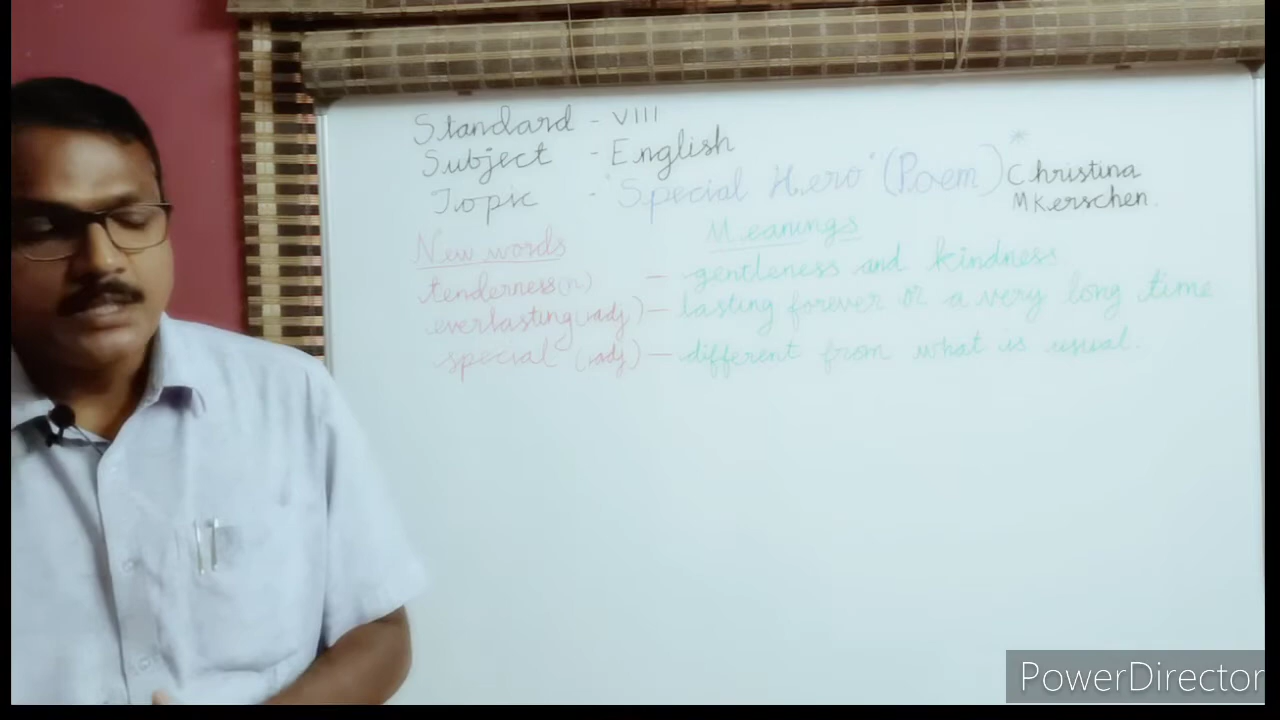 Standard - VIII
Subject - English
Topic - "Special Hero" (Poem) * Christina
M Kerschen.
New words Meanings
tenderness (n) - gentleness and kindness
everlasting (adj) - lasting forever or a very long time
special (adj) - different from what is usual.
PowerDirector